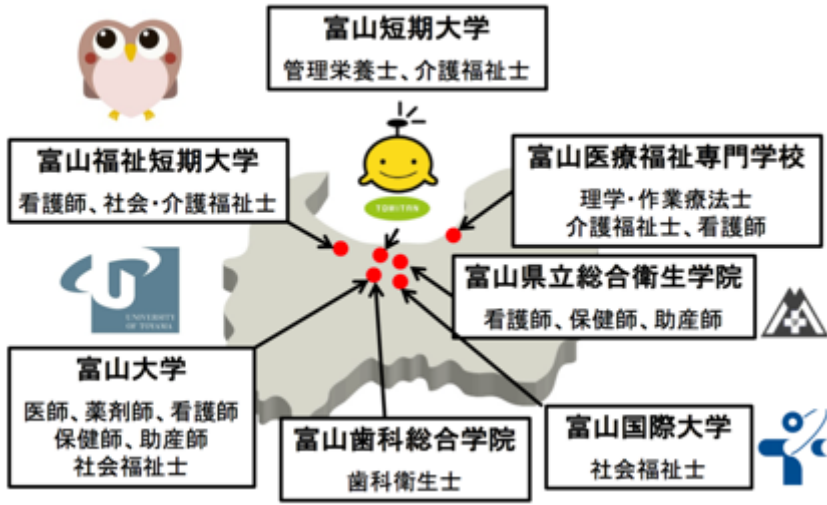 富山短期大学
管理栄養士、介護福祉士
富山福祉短期大学
看護師、社会・介護福祉士
TOMITAN
富山医療福祉専門学校
理学・作業療法士
介護福祉士、看護師
富山県立総合衛生学院
看護師、保健師、助産師
UNIVERSITY
OF TOYAMA
富山大学
医師、薬剤師、看護師
保健師、助産師
社会福祉士
富山歯科総合学院
歯科衛生士
富山国際大学
社会福祉士